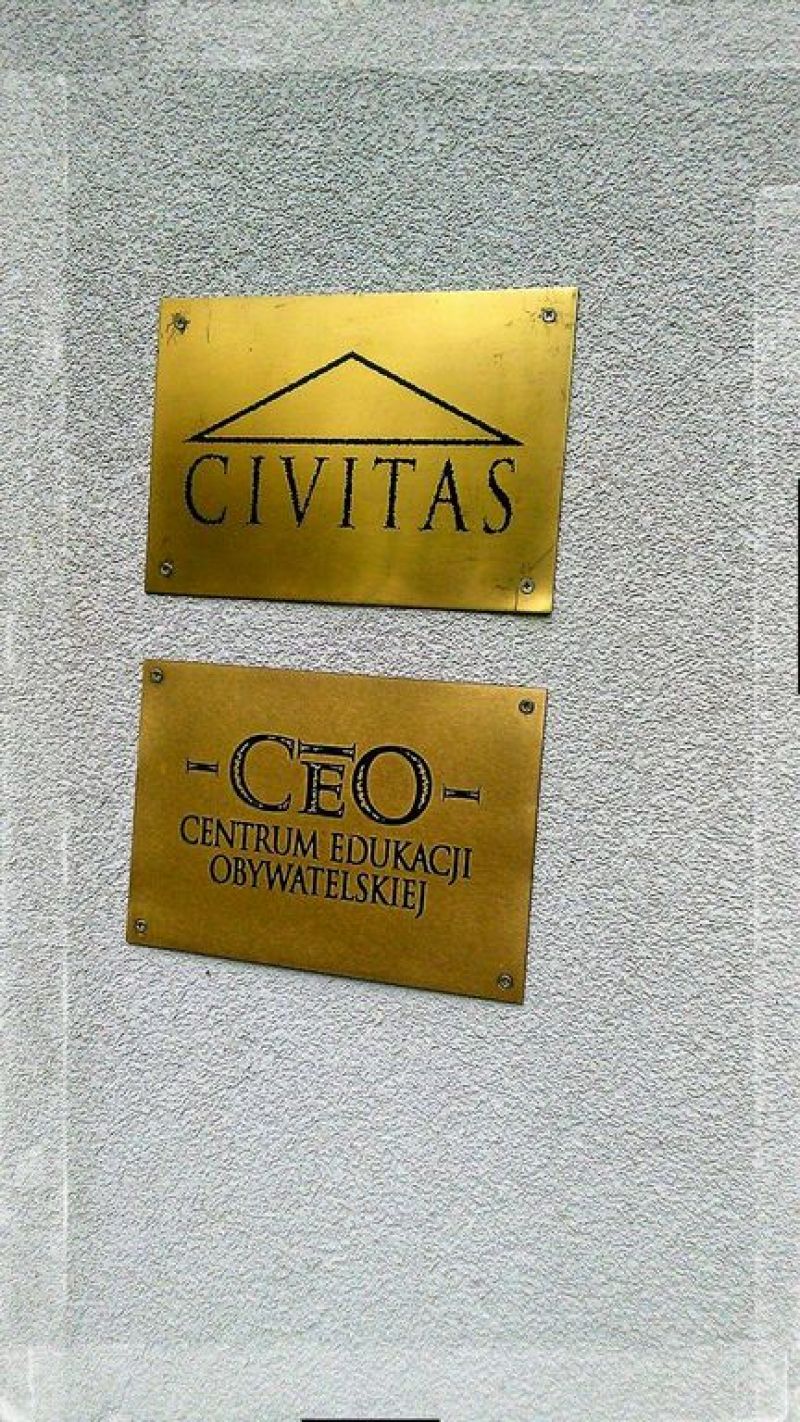 CIVITAS
CEO
CENTRUM EDUKACJI
OBYWATELSKIEJ